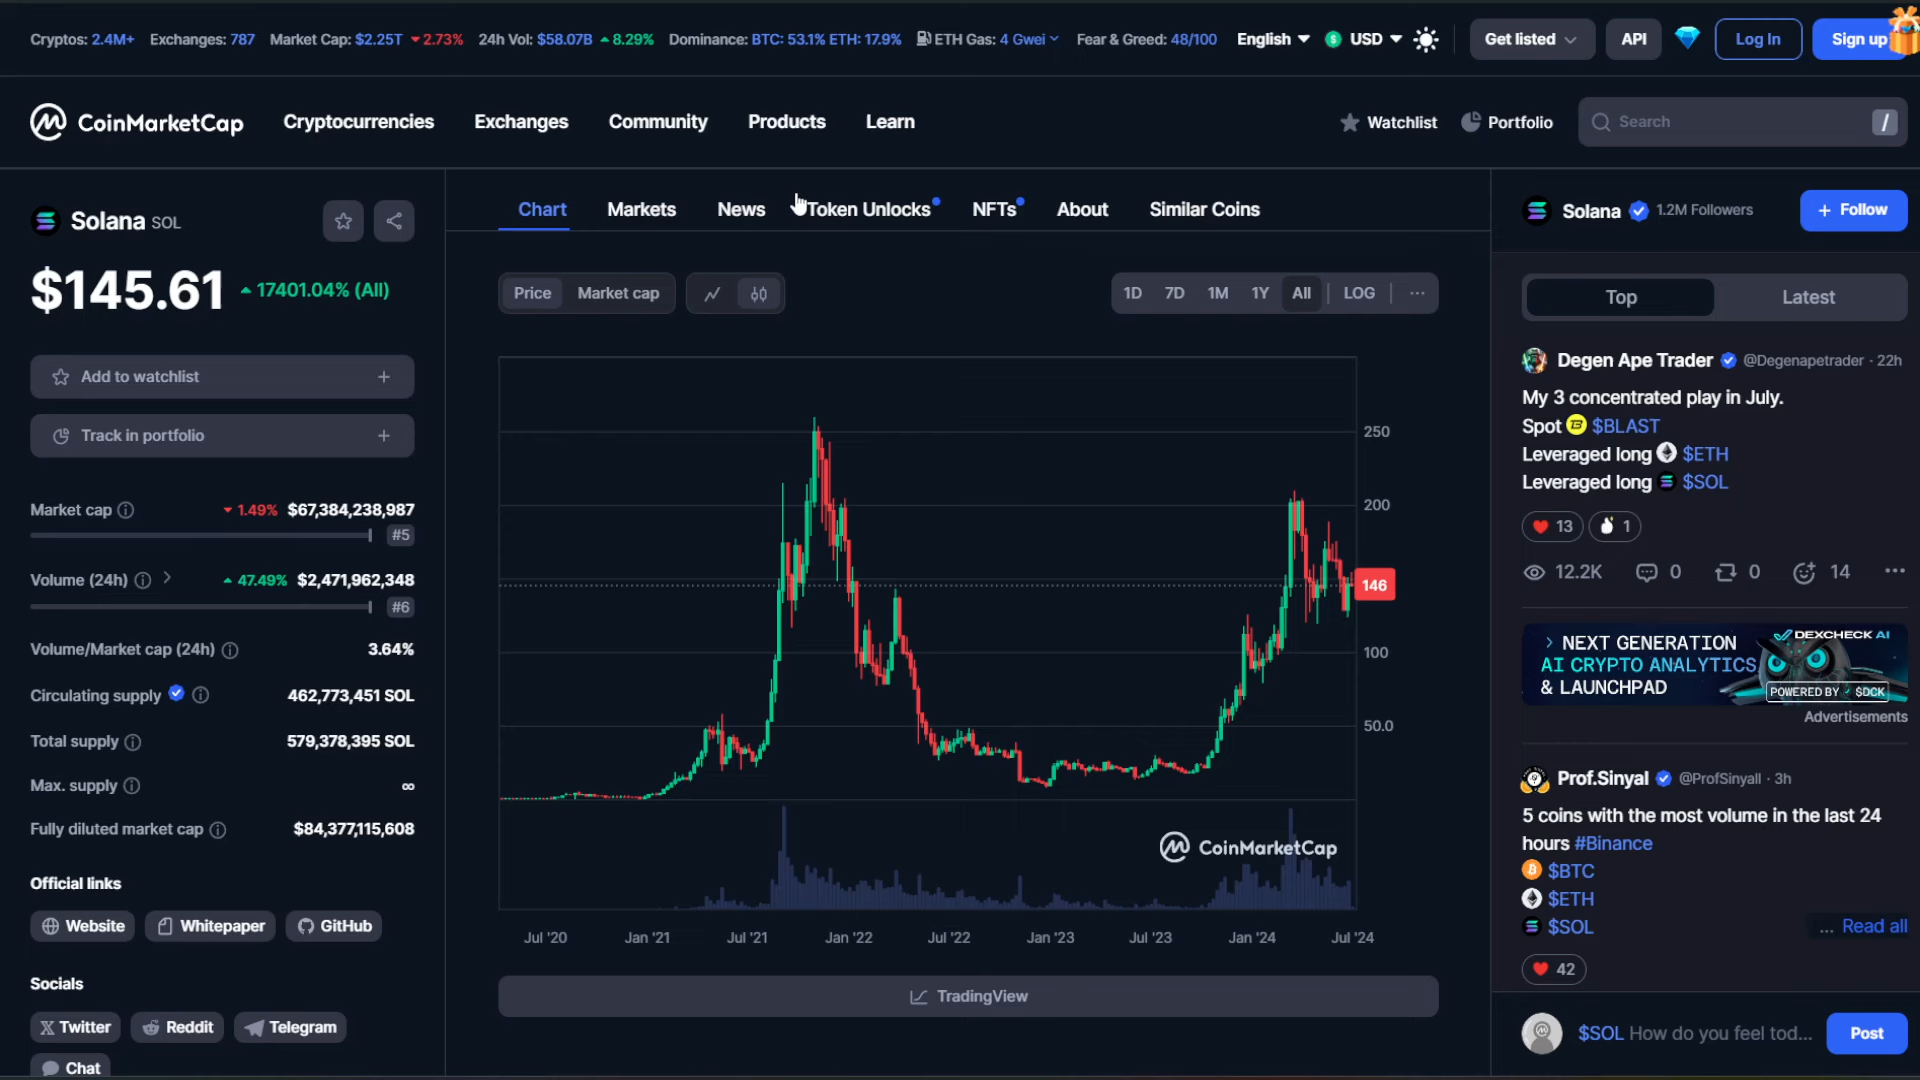 Cryptos: 2.4M+ Exchanges: 787 Market Cap: $2.25T 2.73% 24h Vol: $58.07B 8.29% Dominance: BTC: 53.1% ETH: 17.9% ETH Gas: 4 Gwei Fear & Greed: 48/100 English USD Get listed API Log In Sign up
CoinMarketCap Cryptocurrencies Exchanges Community Products Learn Watchlist Portfolio Search /
Solana SOL
$145.61 17401.04% (All)
Add to watchlist +
Track in portfolio +
Market cap 1.49% $67,384,238,987
#5
Volume (24h) 47.49% $2,471,962,348
#6
Volume/Market cap (24h) 3.64%
Circulating supply 462,773,451 SOL
Total supply 579,378,395 SOL
Max. supply ∞
Fully diluted market cap $84,377,115,608
Official links
Website Whitepaper GitHub
Socials
Twitter Reddit Telegram
Chat
Chart Markets News Token Unlocks NFTs About Similar Coins
Price Market cap 1D 7D 1M 1Y All LOG ...
250
200
146
100
50.0
CoinMarketCap
Jul '20 Jan '21 Jul '21 Jan '22 Jul '22 Jan '23 Jul '23 Jan '24 Jul '24
TradingView
Solana 1.2M Followers + Follow
Top Latest
Degen Ape Trader @Degenapetrader · 22h
My 3 concentrated play in July.
Spot $BLAST
Leveraged long $ETH
Leveraged long $SOL
13 1
12.2K 0 0 14 ...
> NEXT GENERATION DEXCHECK AI
AI CRYPTO ANALYTICS
& LAUNCHPAD POWERED BY $DCK
Advertisements
Prof.Sinyal @ProfSinyall · 3h
5 coins with the most volume in the last 24
hours #Binance
$BTC
$ETH
$SOL ... Read all
42
$SOL How do you feel tod... Post